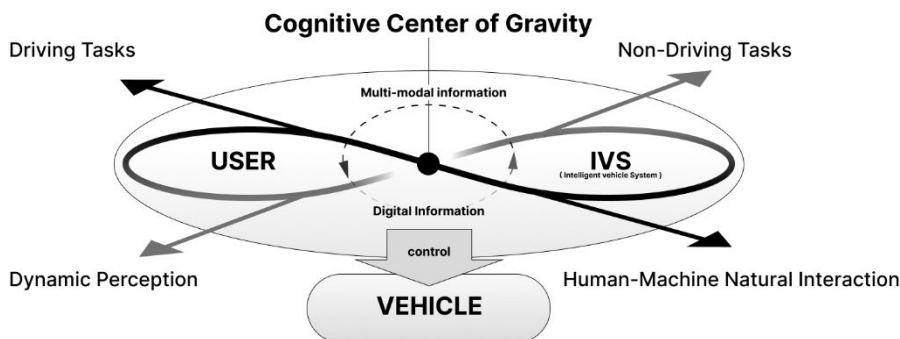 Cognitive Center of Gravity
Driving Tasks
Non-Driving Tasks
Multi-modal information
USER
IVS
( Intelligent vehicle System )
Digital Information
control
Dynamic Perception
Human-Machine Natural Interaction
VEHICLE